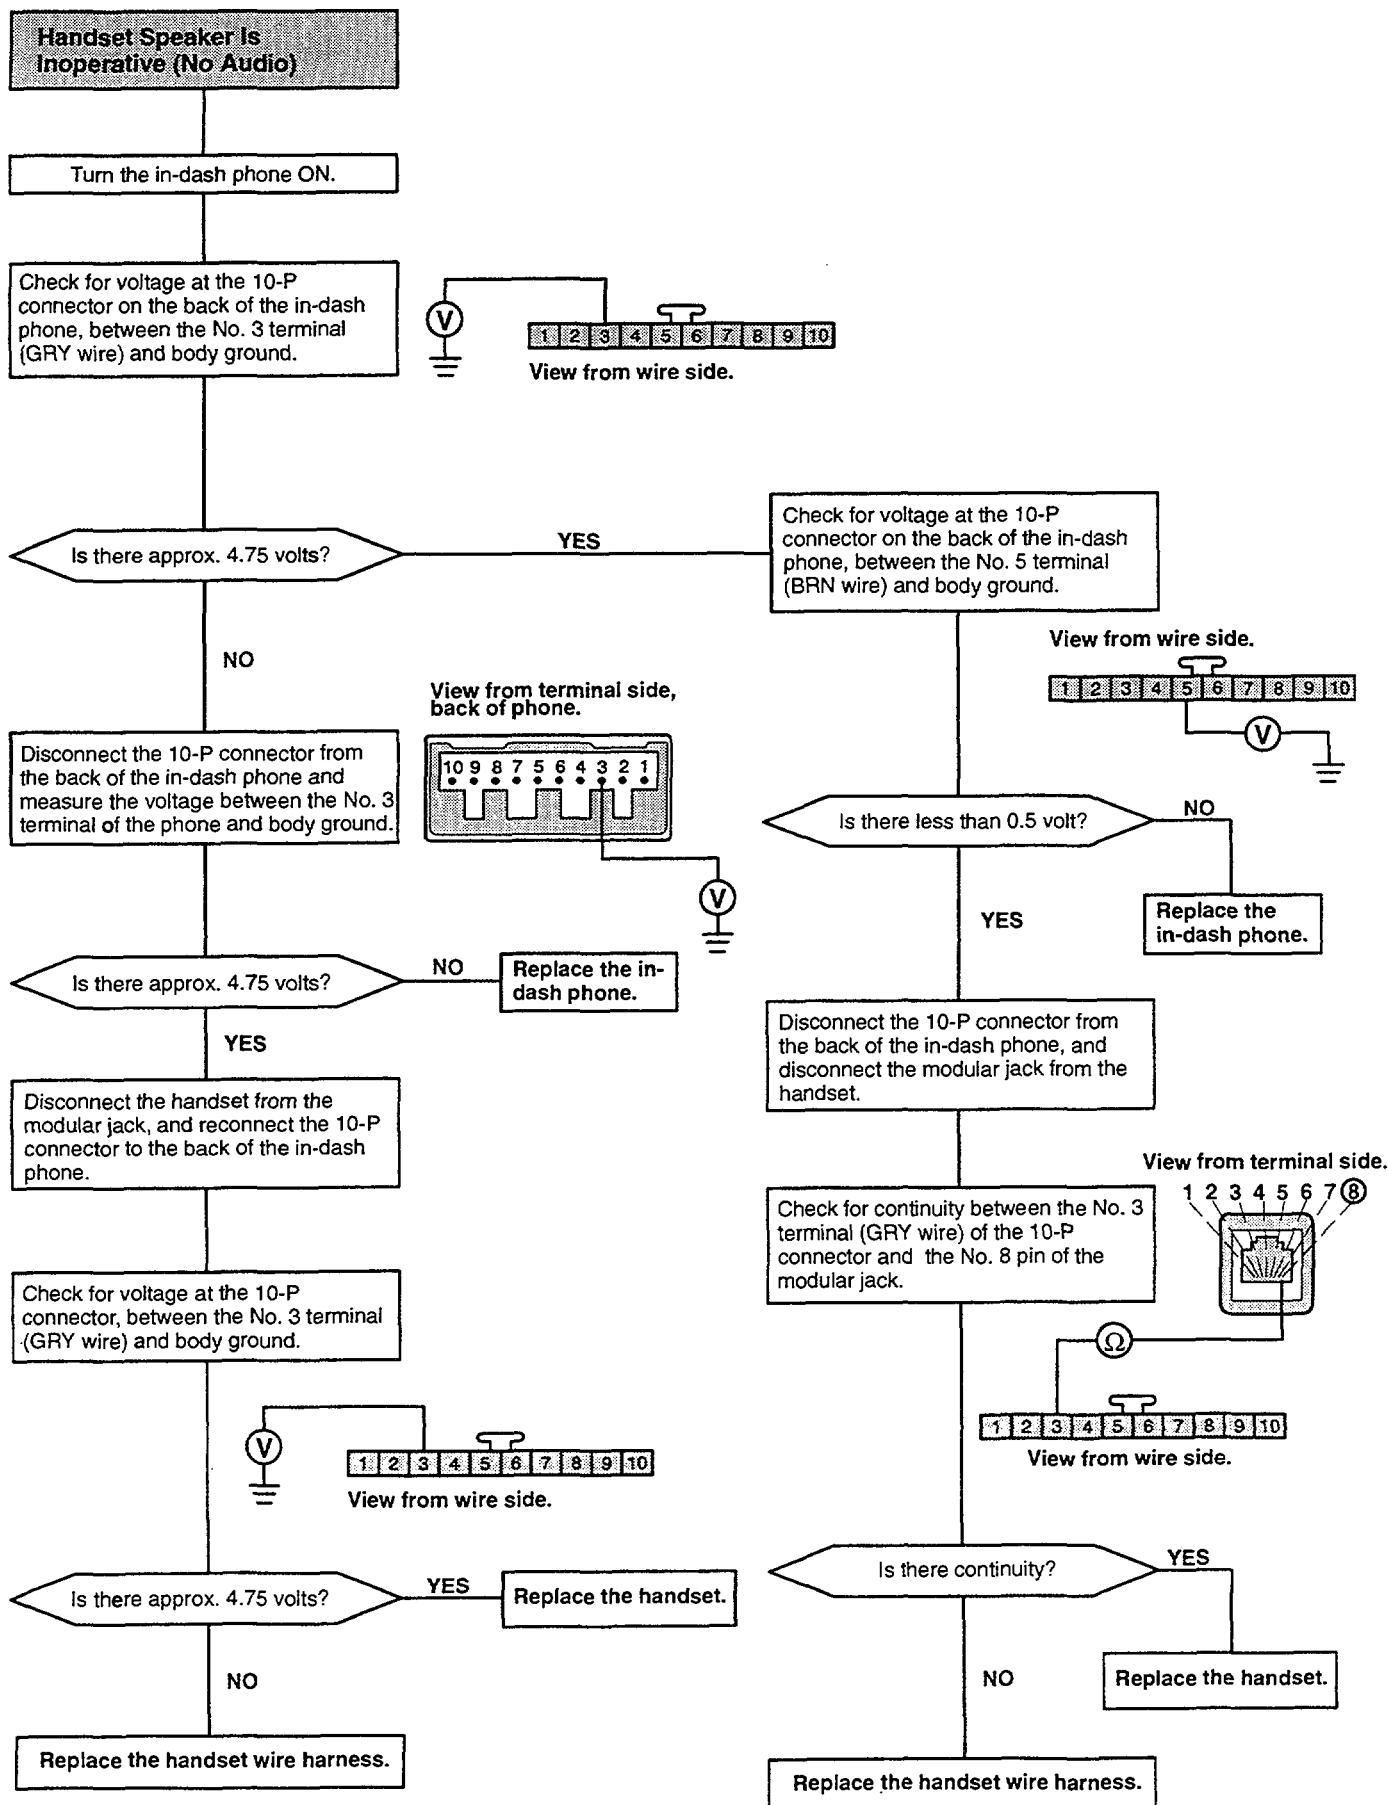 Handset Speaker Is
Inoperative (No Audio)
Turn the in-dash phone ON.
Check for voltage at the 10-P
connector on the back of the in-dash
phone, between the No. 3 terminal
(GRY wire) and body ground.
V
1 2 3 4 5 6 7 8 9 10
View from wire side.
Is there approx. 4.75 volts?
YES
Check for voltage at the 10-P
connector on the back of the in-dash
phone, between the No. 5 terminal
(BRN wire) and body ground.
NO
View from wire side.
1 2 3 4 5 6 7 8 9 10
V
View from terminal side,
back of phone.
Disconnect the 10-P connector from
the back of the in-dash phone and
measure the voltage between the No. 3
terminal of the phone and body ground.
10 9 8 7 5 6 4 3 2 1
V
Is there less than 0.5 volt?
NO
Replace the
in-dash phone.
YES
Is there approx. 4.75 volts?
NO
Replace the in-
dash phone.
YES
Disconnect the 10-P connector from
the back of the in-dash phone, and
disconnect the modular jack from the
handset.
Disconnect the handset from the
modular jack, and reconnect the 10-P
connector to the back of the in-dash
phone.
View from terminal side.
1 2 3 4 5 6 7 8
Check for continuity between the No. 3
terminal (GRY wire) of the 10-P
connector and the No. 8 pin of the
modular jack.
Check for voltage at the 10-P
connector, between the No. 3 terminal
(GRY wire) and body ground.
Ω
1 2 3 4 5 6 7 8 9 10
View from wire side.
V
1 2 3 4 5 6 7 8 9 10
View from wire side.
Is there continuity?
YES
Replace the handset.
Is there approx. 4.75 volts?
YES
Replace the handset.
NO
NO
Replace the handset wire harness.
Replace the handset wire harness.